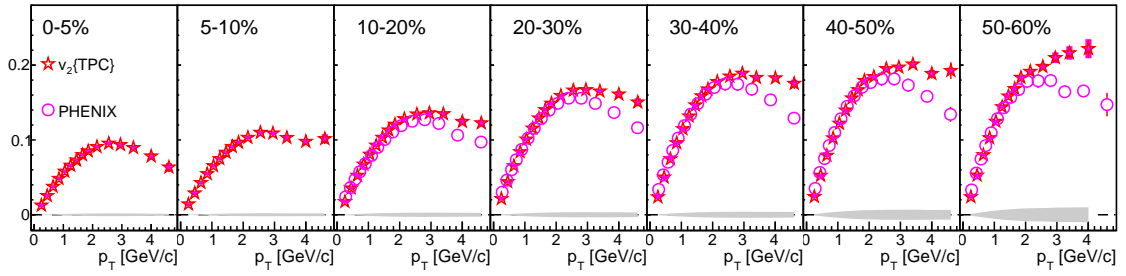 0-5%
5-10%
10-20%
20-30%
30-40%
40-50%
50-60%
v2{TPC}
PHENIX
0.2
0.1
0
0 1 2 3 4
0 1 2 3 4
0 1 2 3 4
0 1 2 3 4
0 1 2 3 4
0 1 2 3 4
0 1 2 3 4
pT [GeV/c]
pT [GeV/c]
pT [GeV/c]
pT [GeV/c]
pT [GeV/c]
pT [GeV/c]
pT [GeV/c]